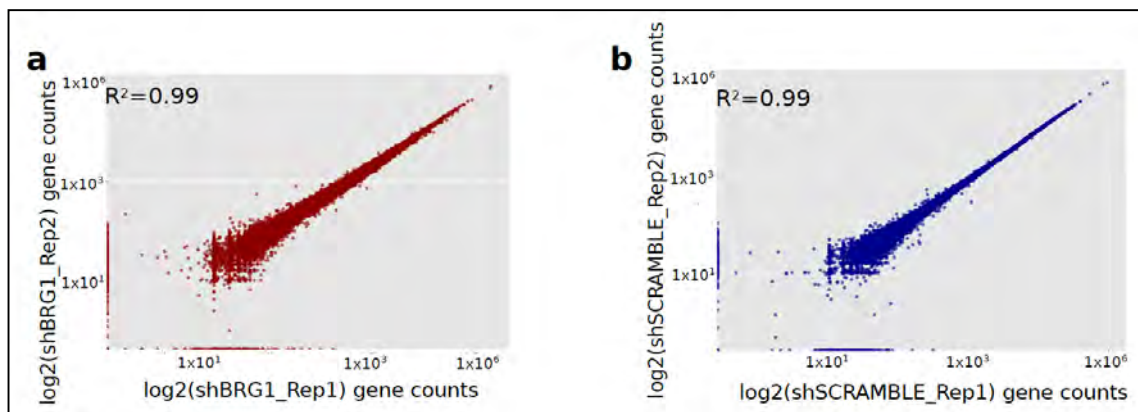 a
log2(shBRG1_Rep2) gene counts
1x10⁶
R²=0.99
1x10³
1x10¹
1x10¹
1x10³
1x10⁶
log2(shBRG1_Rep1) gene counts
b
log2(shSCRAMBLE_Rep2) gene counts
1x10⁶
R²=0.99
1x10³
1x10¹
1x10¹
1x10³
1x10⁶
log2(shSCRAMBLE_Rep1) gene counts